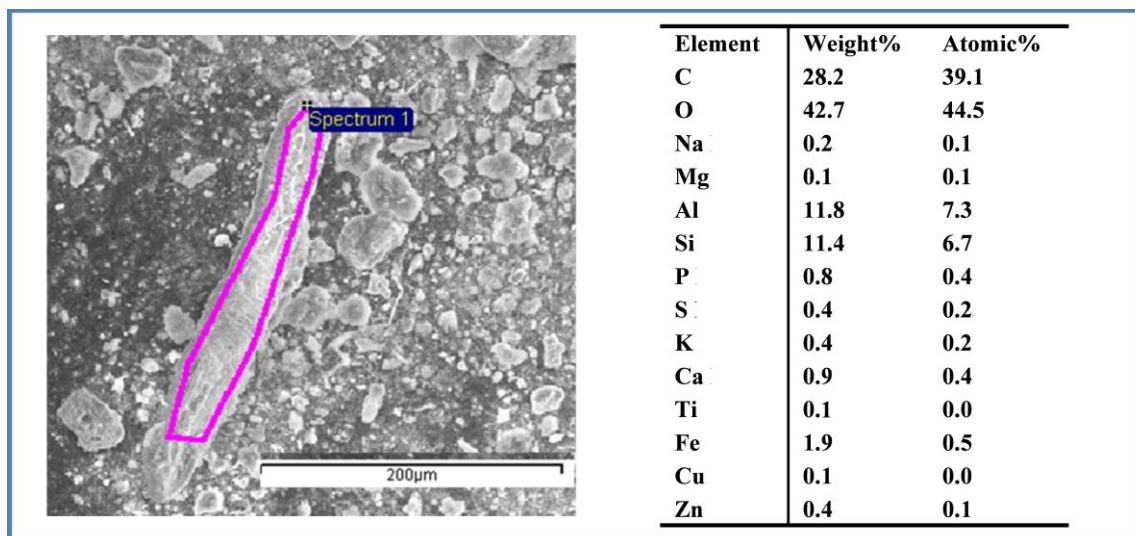 Spectrum 1
200µm
Element Weight% Atomic%
C 28.2 39.1
O 42.7 44.5
Na 0.2 0.1
Mg 0.1 0.1
Al 11.8 7.3
Si 11.4 6.7
P 0.8 0.4
S 0.4 0.2
K 0.4 0.2
Ca 0.9 0.4
Ti 0.1 0.0
Fe 1.9 0.5
Cu 0.1 0.0
Zn 0.4 0.1